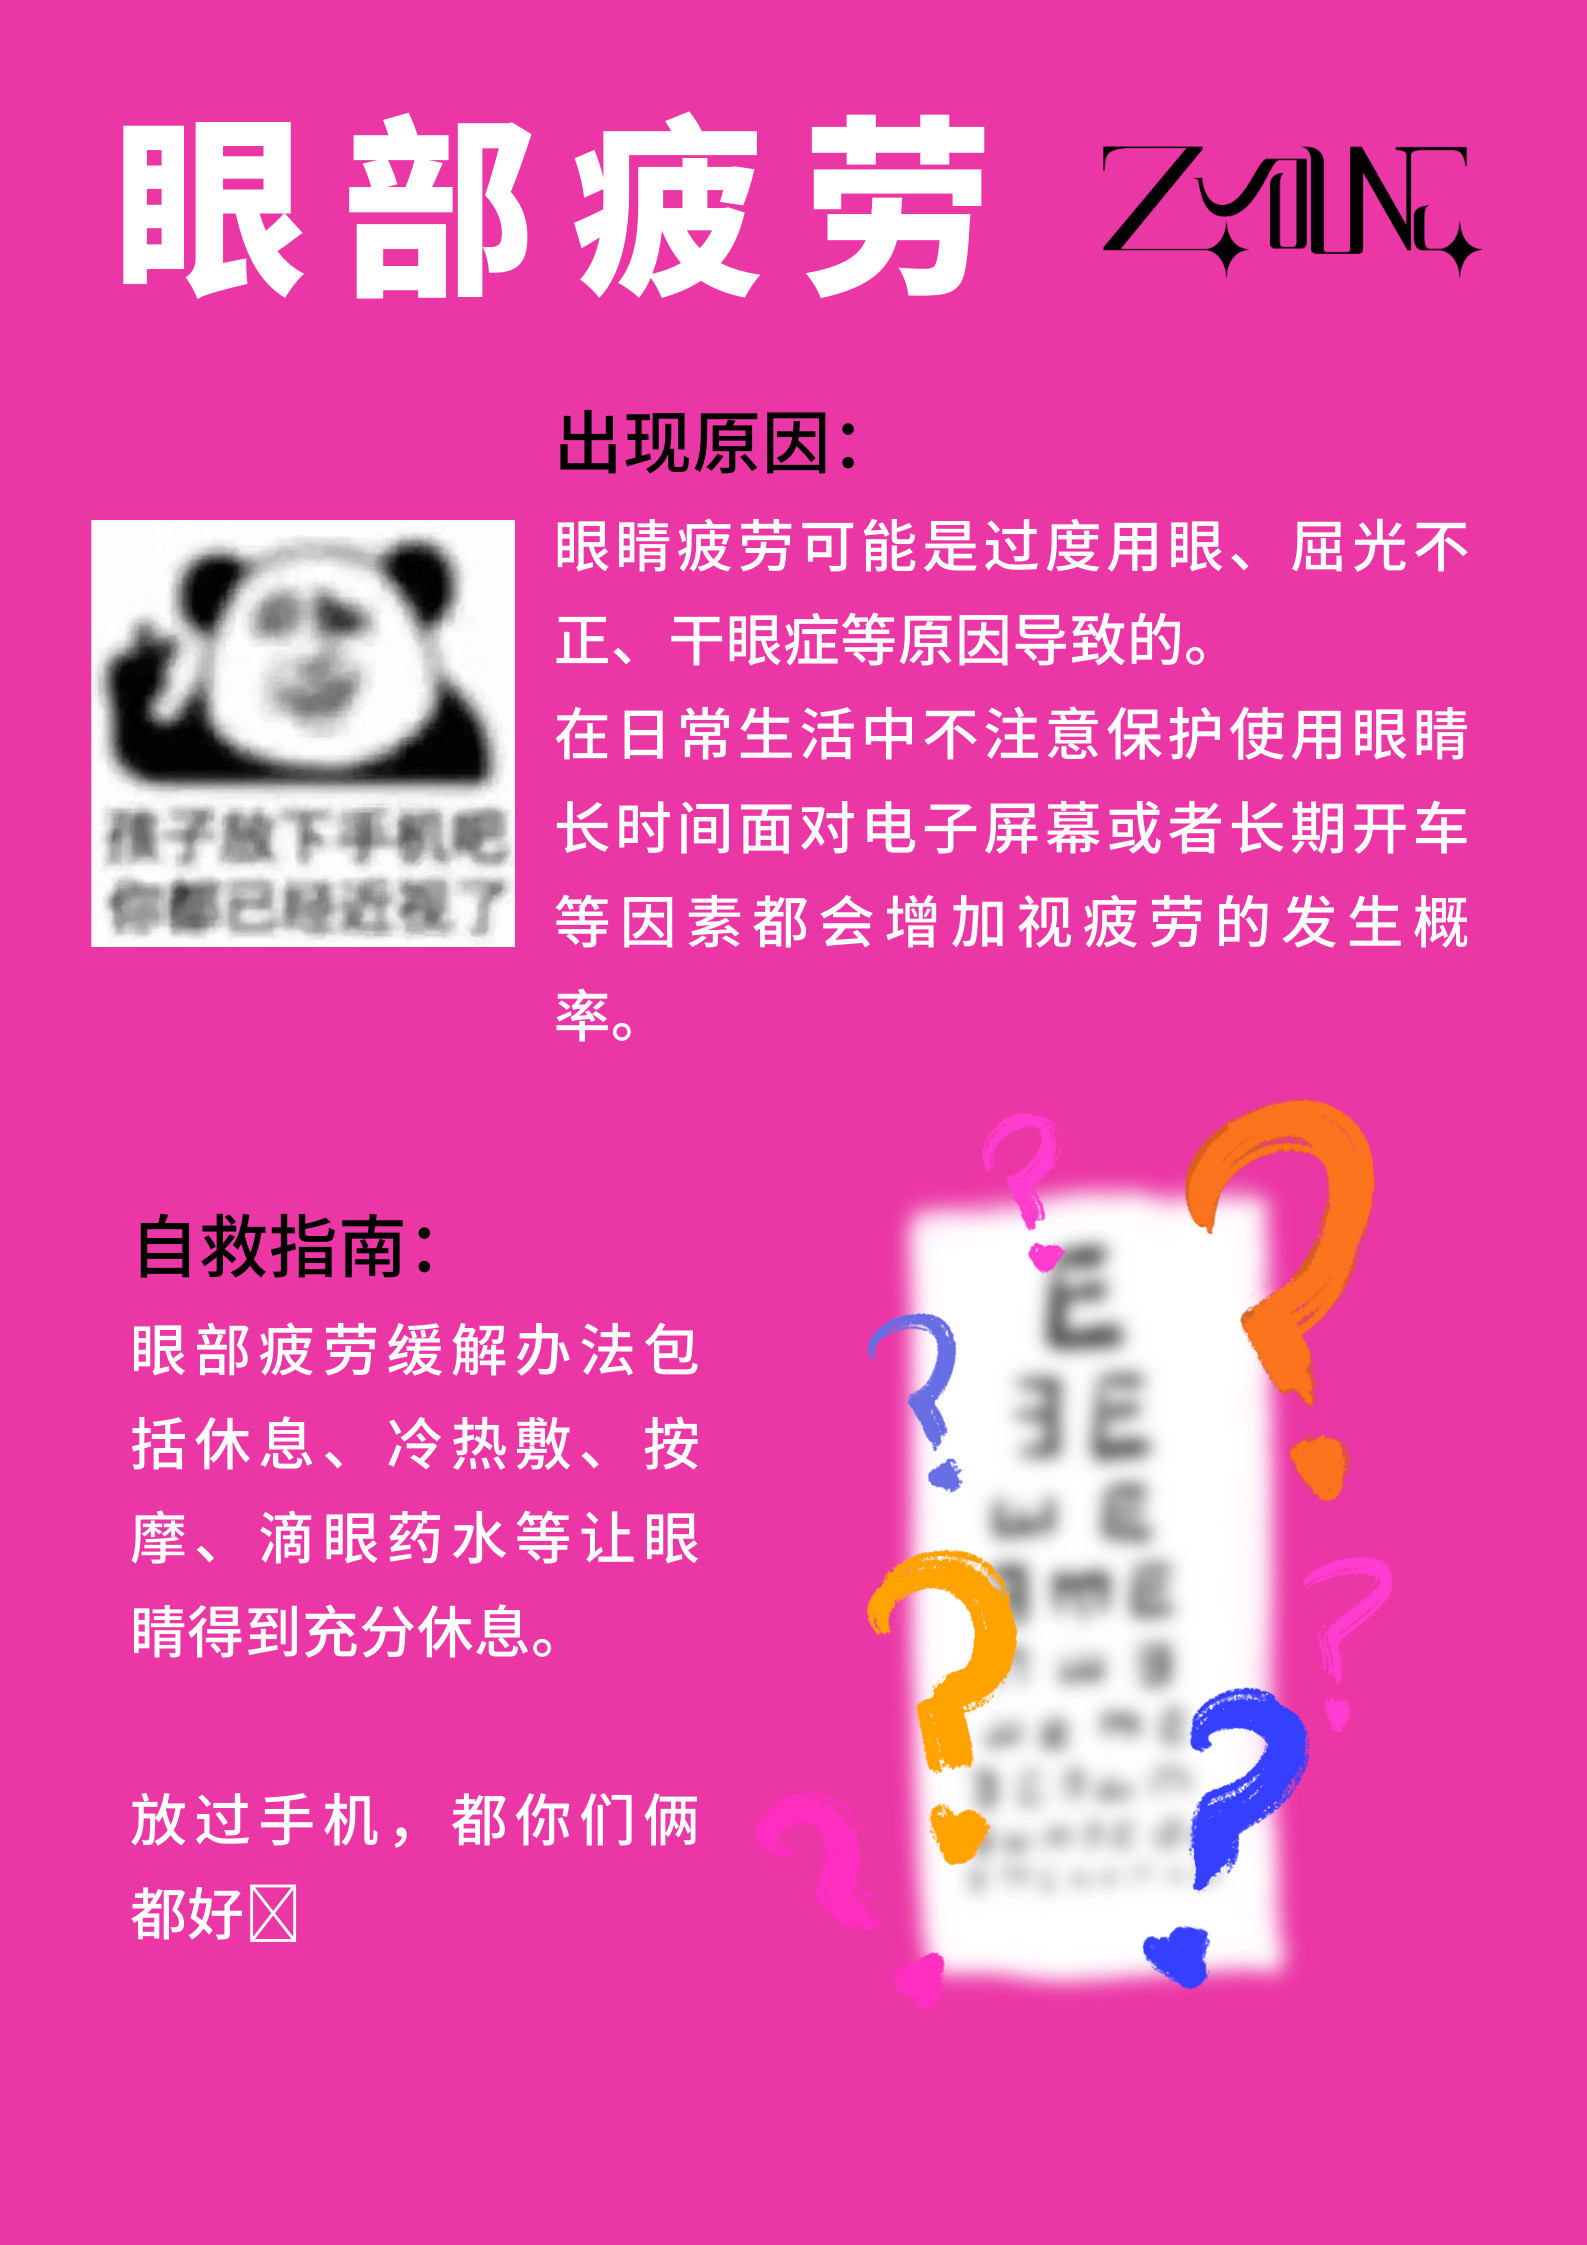 眼部疲劳
出现原因：
眼睛疲劳可能是过度用眼、屈光不
正、干眼症等原因导致的。
在日常生活中不注意保护使用眼睛
长时间面对电子屏幕或者长期开车
等因素都会增加视疲劳的发生概
率。
孩子放下手机吧
你都已经近视了
自救指南：
眼部疲劳缓解办法包
括休息、冷热敷、按
摩、滴眼药水等让眼
睛得到充分休息。
放过手机，都你们俩
都好
E
E E
E E